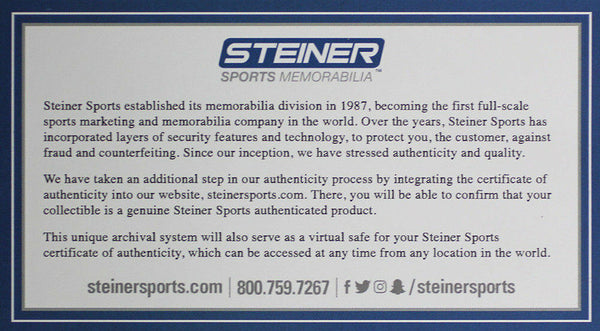 STEINER
SPORTS MEMORABILIA™
Steiner Sports established its memorabilia division in 1987, becoming the first full-scale
sports marketing and memorabilia company in the world. Over the years, Steiner Sports has
incorporated layers of security features and technology, to protect you, the customer, against
fraud and counterfeiting. Since our inception, we have stressed authenticity and quality.
We have taken an additional step in our authenticity process by integrating the certificate of
authenticity into our website, steinersports.com. There, you will be able to confirm that your
collectible is a genuine Steiner Sports authenticated product.
This unique archival system will also serve as a virtual safe for your Steiner Sports
certificate of authenticity, which can be accessed at any time from any location in the world.
steinersports.com | 800.759.7267 | f /steinersports